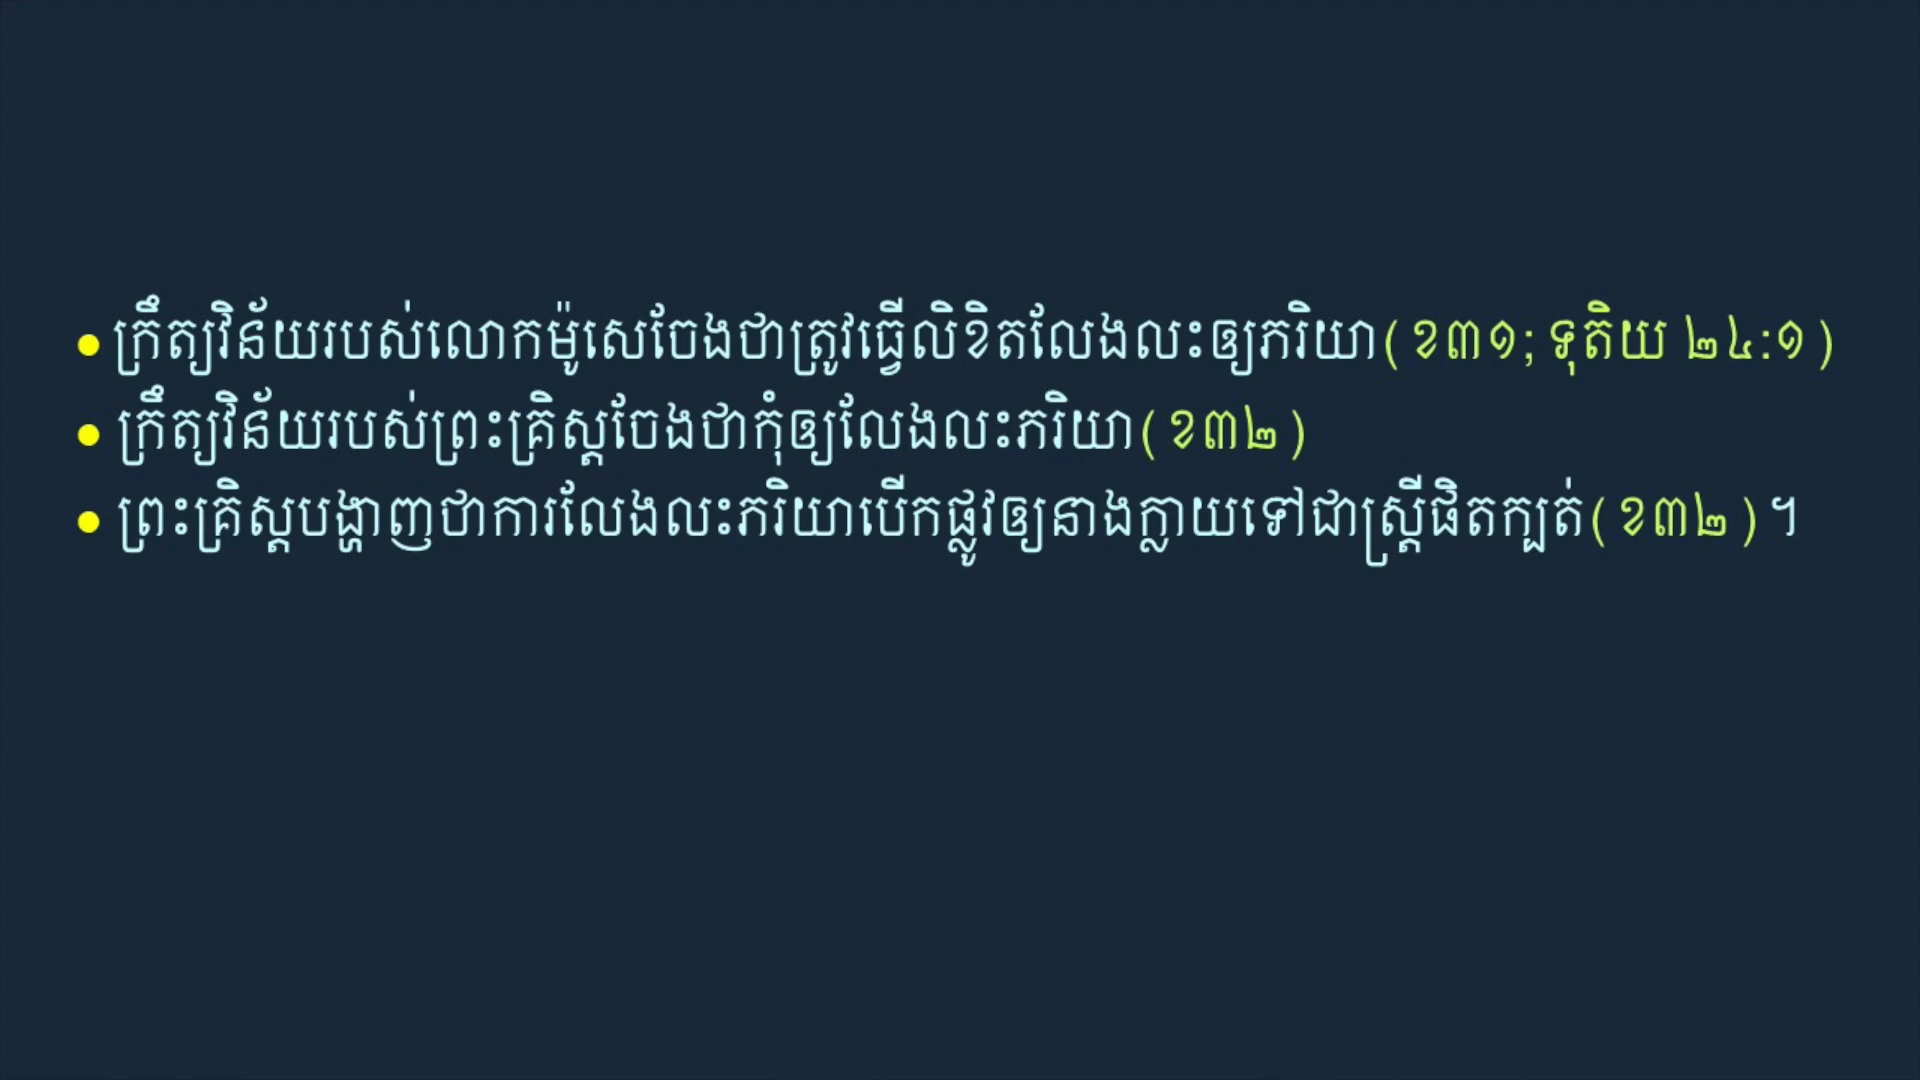 • ក្រឹត្យវិន័យរបស់លោកម៉ូសេចែងថាត្រូវធ្វើលិខិតលែងលះឲ្យភរិយា(ខ៣១; ទុតិយ ២៤:១)
• ក្រឹត្យវិន័យរបស់ព្រះគ្រិស្តចែងថាកុំឲ្យលែងលះភរិយា(ខ៣២)
• ព្រះគ្រិស្តបង្ហាញថាការលែងលះភរិយាបើកផ្លូវឲ្យនាងក្លាយទៅជាស្ត្រីផិតក្បត់(ខ៣២)។